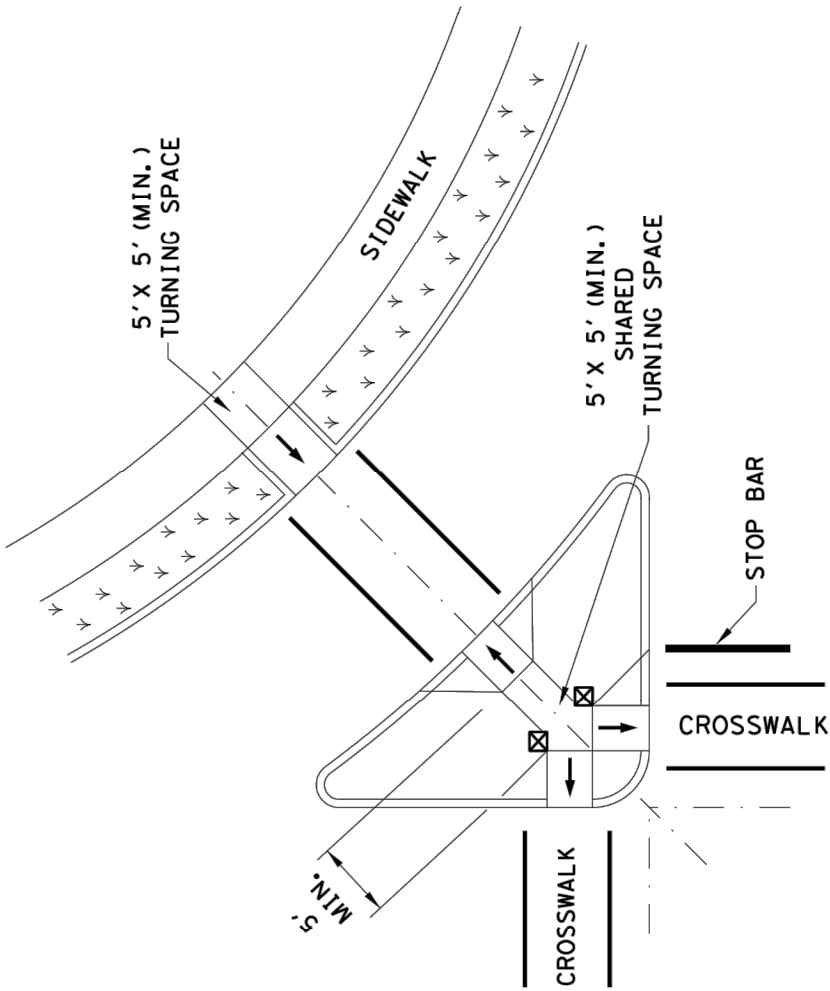 5' X 5' (MIN.)
TURNING SPACE
SIDEWALK
5' X 5' (MIN.)
SHARED
TURNING SPACE
STOP BAR
CROSSWALK
5'
MIN.
CROSSWALK